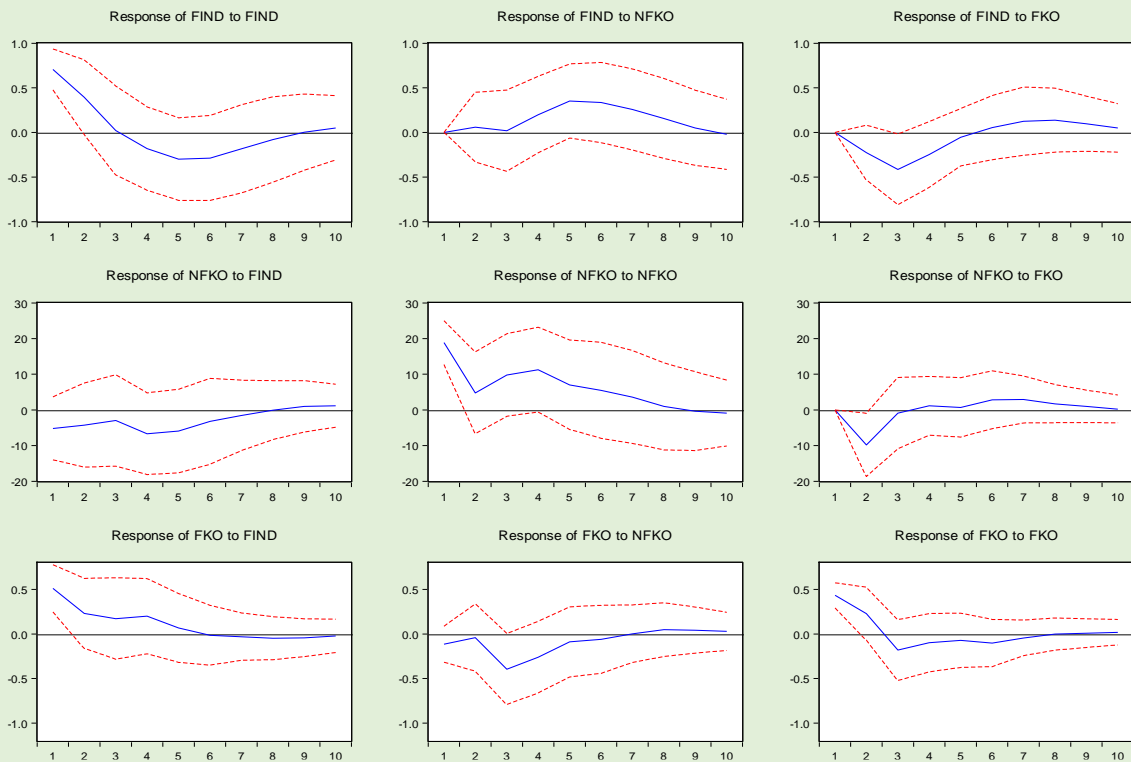 Response of FIND to FIND
Response of FIND to NFKO
Response of FIND to FKO
1.0
0.5
0.0
-0.5
-1.0
1 2 3 4 5 6 7 8 9 10
1.0
0.5
0.0
-0.5
-1.0
1 2 3 4 5 6 7 8 9 10
1.0
0.5
0.0
-0.5
-1.0
1 2 3 4 5 6 7 8 9 10
Response of NFKO to FIND
Response of NFKO to NFKO
Response of NFKO to FKO
30
20
10
0
-10
-20
1 2 3 4 5 6 7 8 9 10
30
20
10
0
-10
-20
1 2 3 4 5 6 7 8 9 10
30
20
10
0
-10
-20
1 2 3 4 5 6 7 8 9 10
Response of FKO to FIND
Response of FKO to NFKO
Response of FKO to FKO
0.5
0.0
-0.5
-1.0
1 2 3 4 5 6 7 8 9 10
0.5
0.0
-0.5
-1.0
1 2 3 4 5 6 7 8 9 10
0.5
0.0
-0.5
-1.0
1 2 3 4 5 6 7 8 9 10